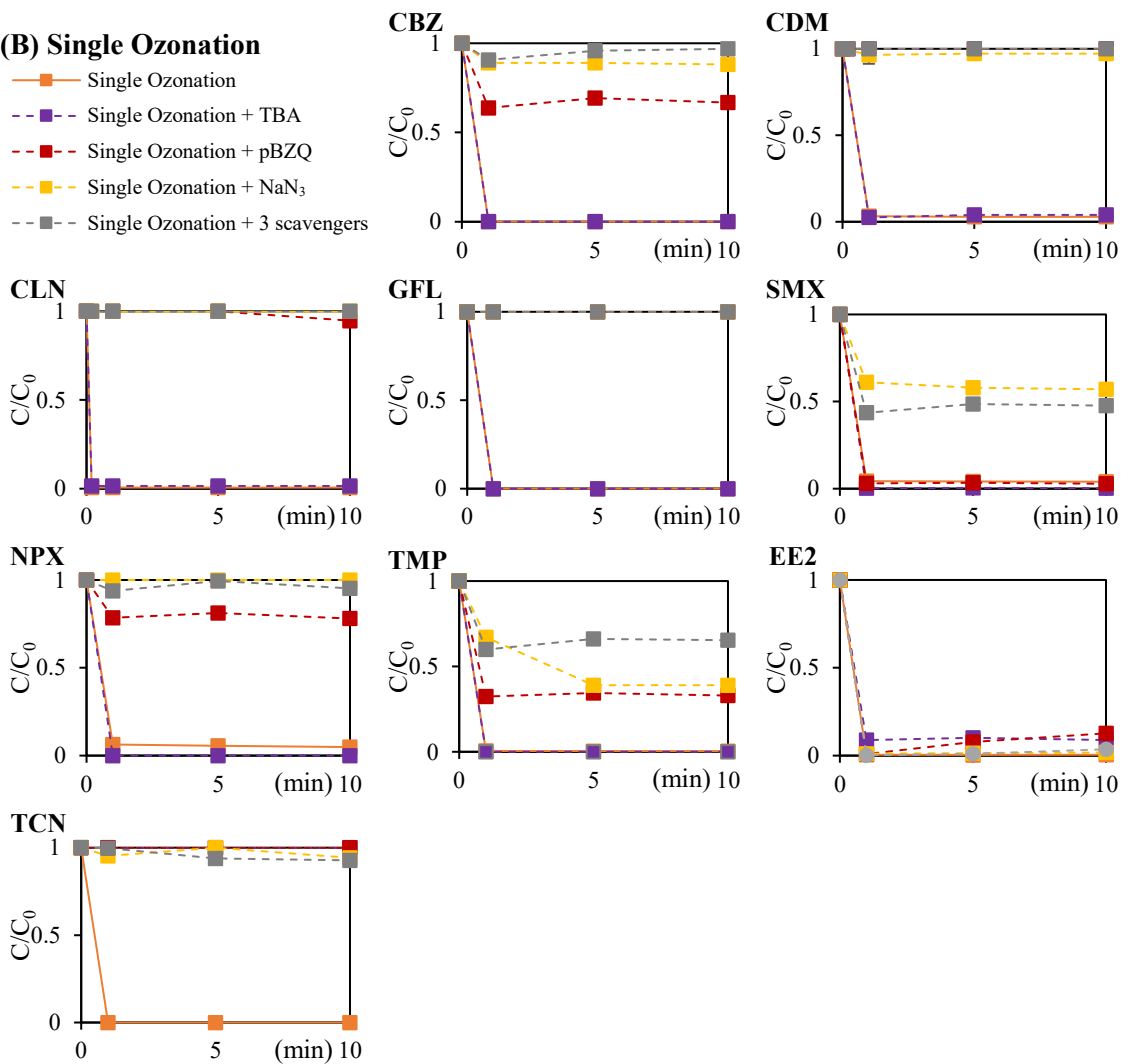 (B) Single Ozonation
Single Ozonation
Single Ozonation + TBA
Single Ozonation + pBZQ
Single Ozonation + NaN₃
Single Ozonation + 3 scavengers
CBZ
1
0.5
0
C/C₀
0 5 (min) 10
CDM
1
0.5
0
C/C₀
0 5 (min) 10
CLN
1
0.5
0
C/C₀
0 5 (min) 10
GFL
1
0.5
0
C/C₀
0 5 (min) 10
SMX
1
0.5
0
C/C₀
0 5 (min) 10
NPX
1
0.5
0
C/C₀
0 5 (min) 10
TMP
1
0.5
0
C/C₀
0 5 (min) 10
EE2
1
0.5
0
C/C₀
0 5 (min) 10
TCN
1
0.5
0
C/C₀
0 5 (min) 10